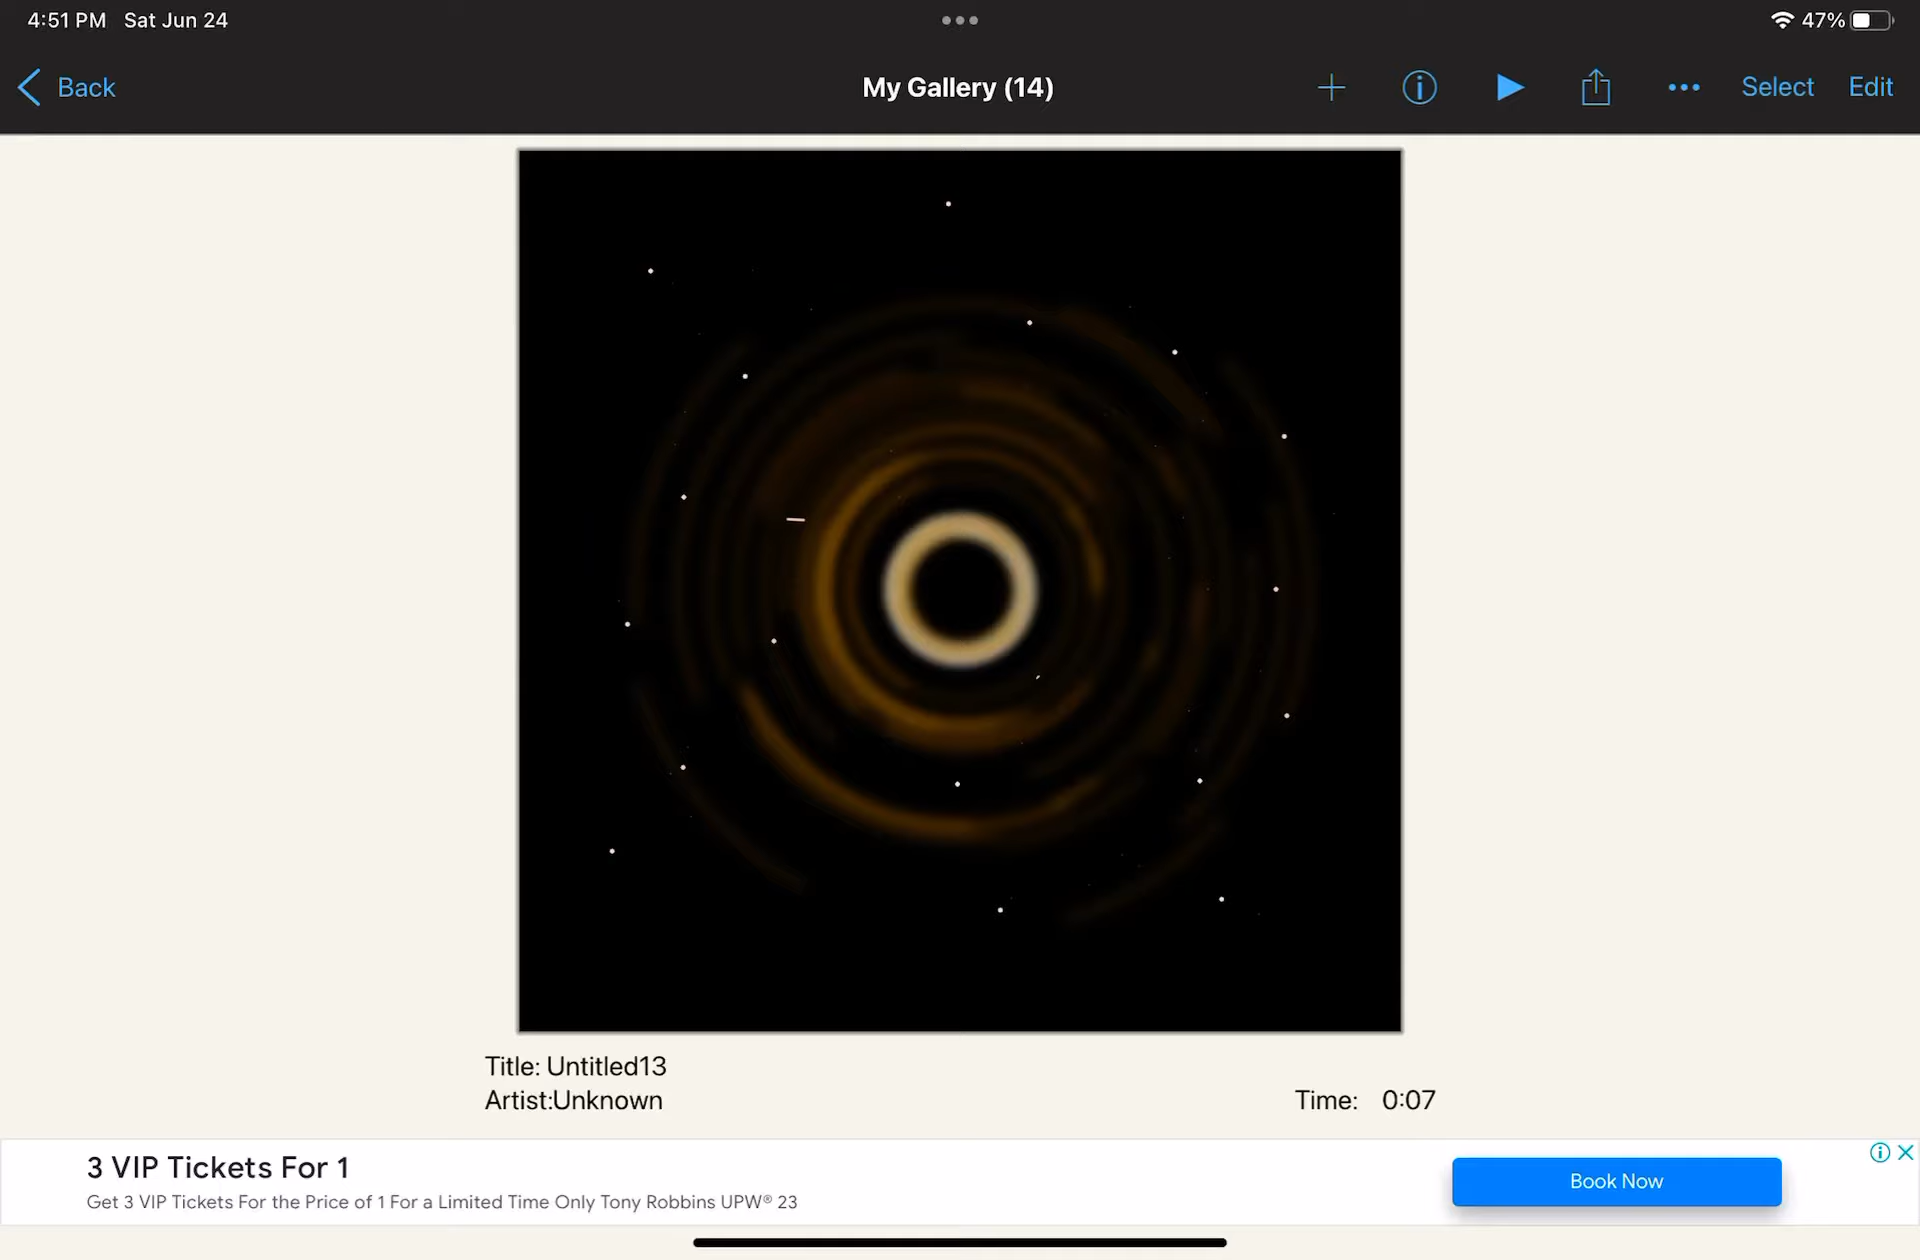 4:51 PM Sat Jun 24
47%
Back
My Gallery (14)
Select
Edit
Title: Untitled13
Artist:Unknown
Time: 0:07
3 VIP Tickets For 1
Get 3 VIP Tickets For the Price of 1 For a Limited Time Only Tony Robbins UPW® 23
Book Now